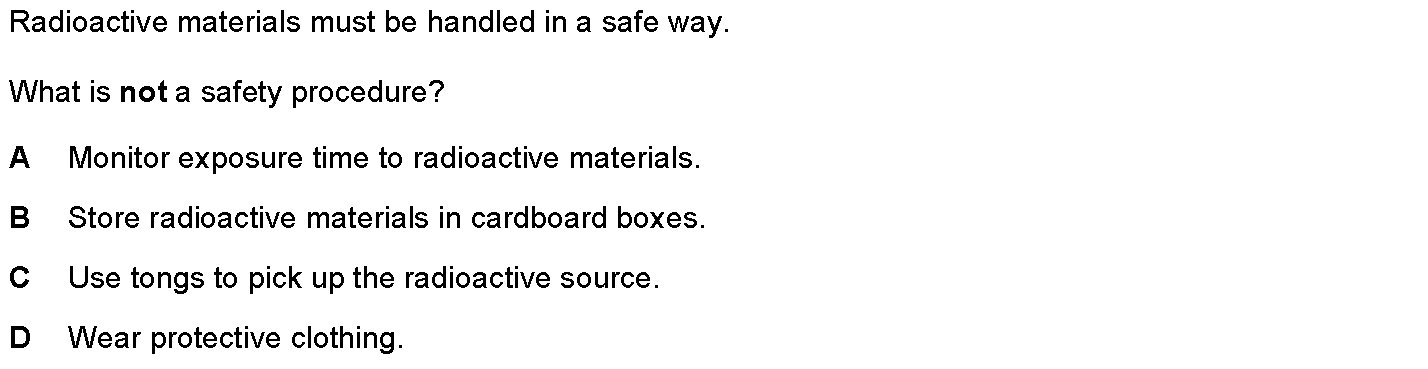 Radioactive materials must be handled in a safe way.
What is not a safety procedure?
A Monitor exposure time to radioactive materials.
B Store radioactive materials in cardboard boxes.
C Use tongs to pick up the radioactive source.
D Wear protective clothing.